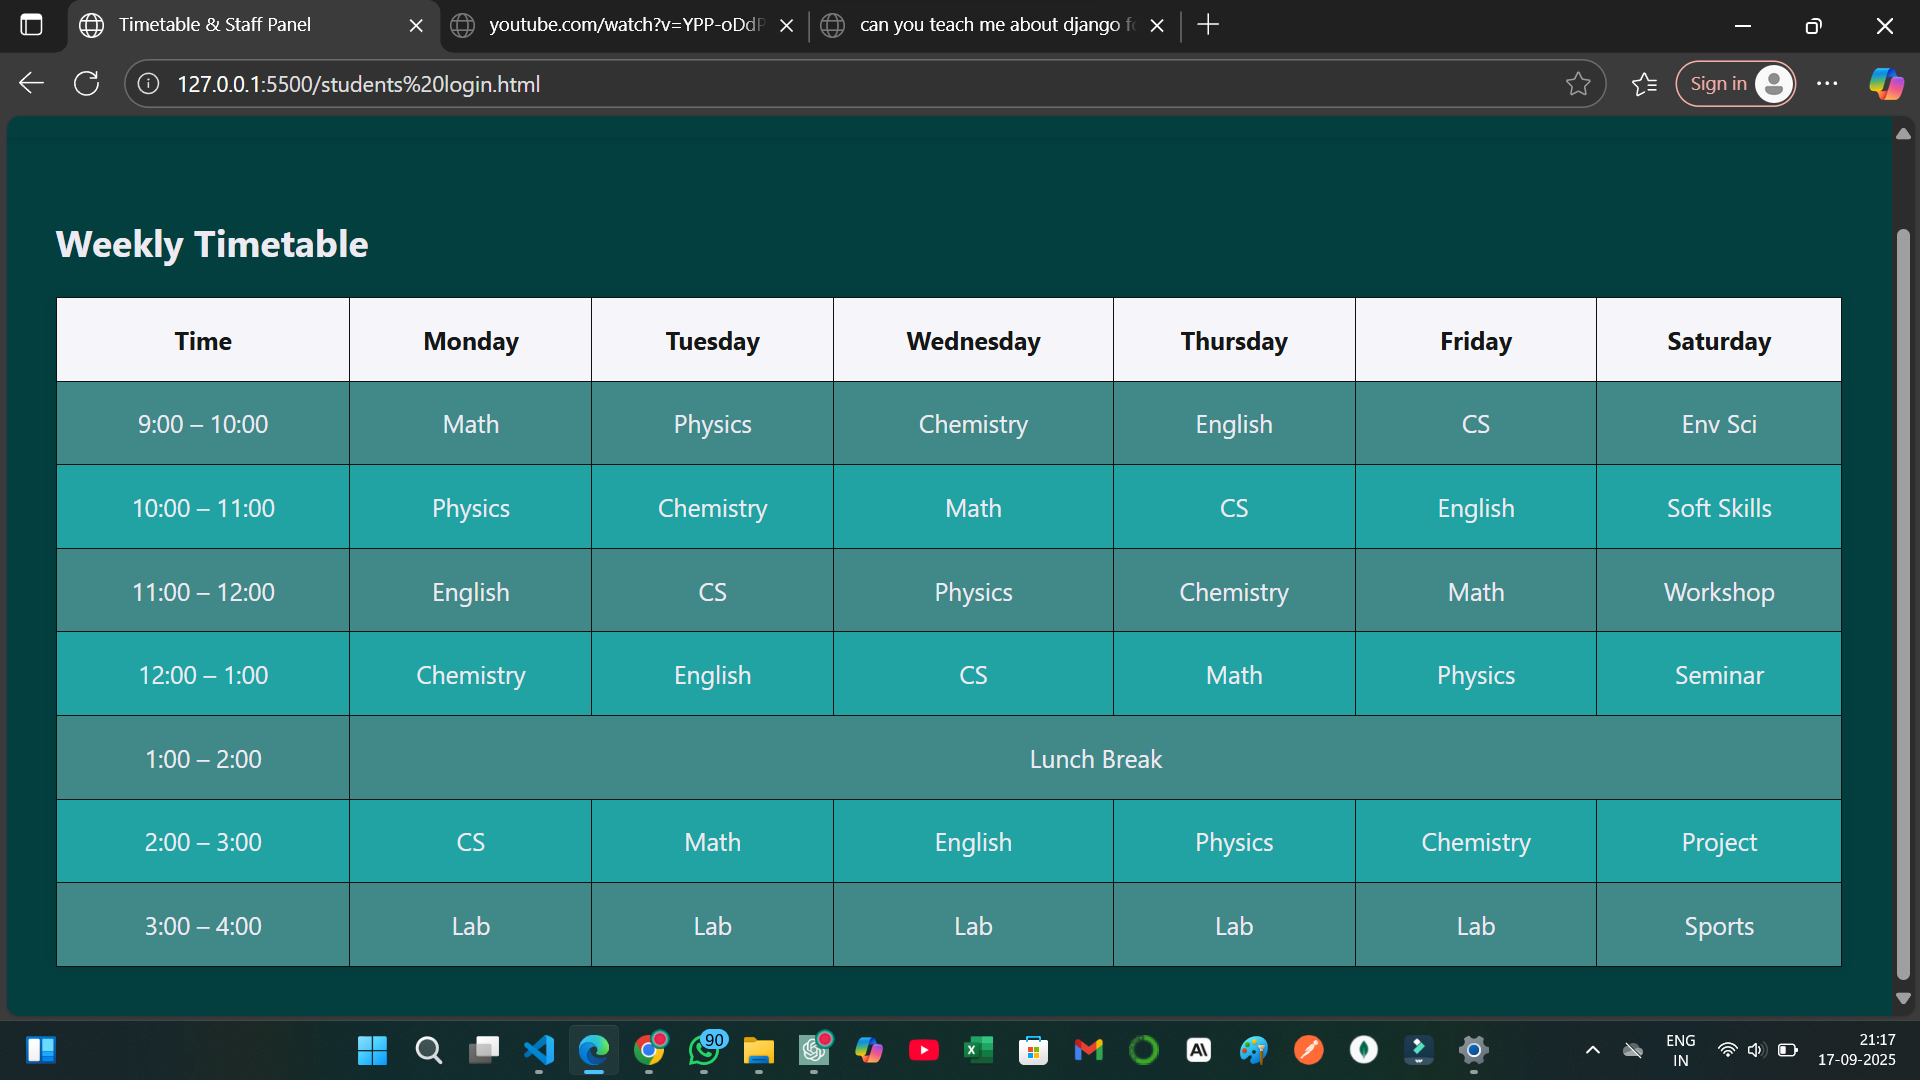 Timetable & Staff Panel
youtube.com/watch?v=YPP-oDdP
can you teach me about django fo
127.0.0.1:5500/students%20login.html
Sign in
Weekly Timetable
Time Monday Tuesday Wednesday Thursday Friday Saturday
9:00 – 10:00 Math Physics Chemistry English CS Env Sci
10:00 – 11:00 Physics Chemistry Math CS English Soft Skills
11:00 – 12:00 English CS Physics Chemistry Math Workshop
12:00 – 1:00 Chemistry English CS Math Physics Seminar
1:00 – 2:00 Lunch Break
2:00 – 3:00 CS Math English Physics Chemistry Project
3:00 – 4:00 Lab Lab Lab Lab Lab Sports
90
ENG
IN
21:17
17-09-2025